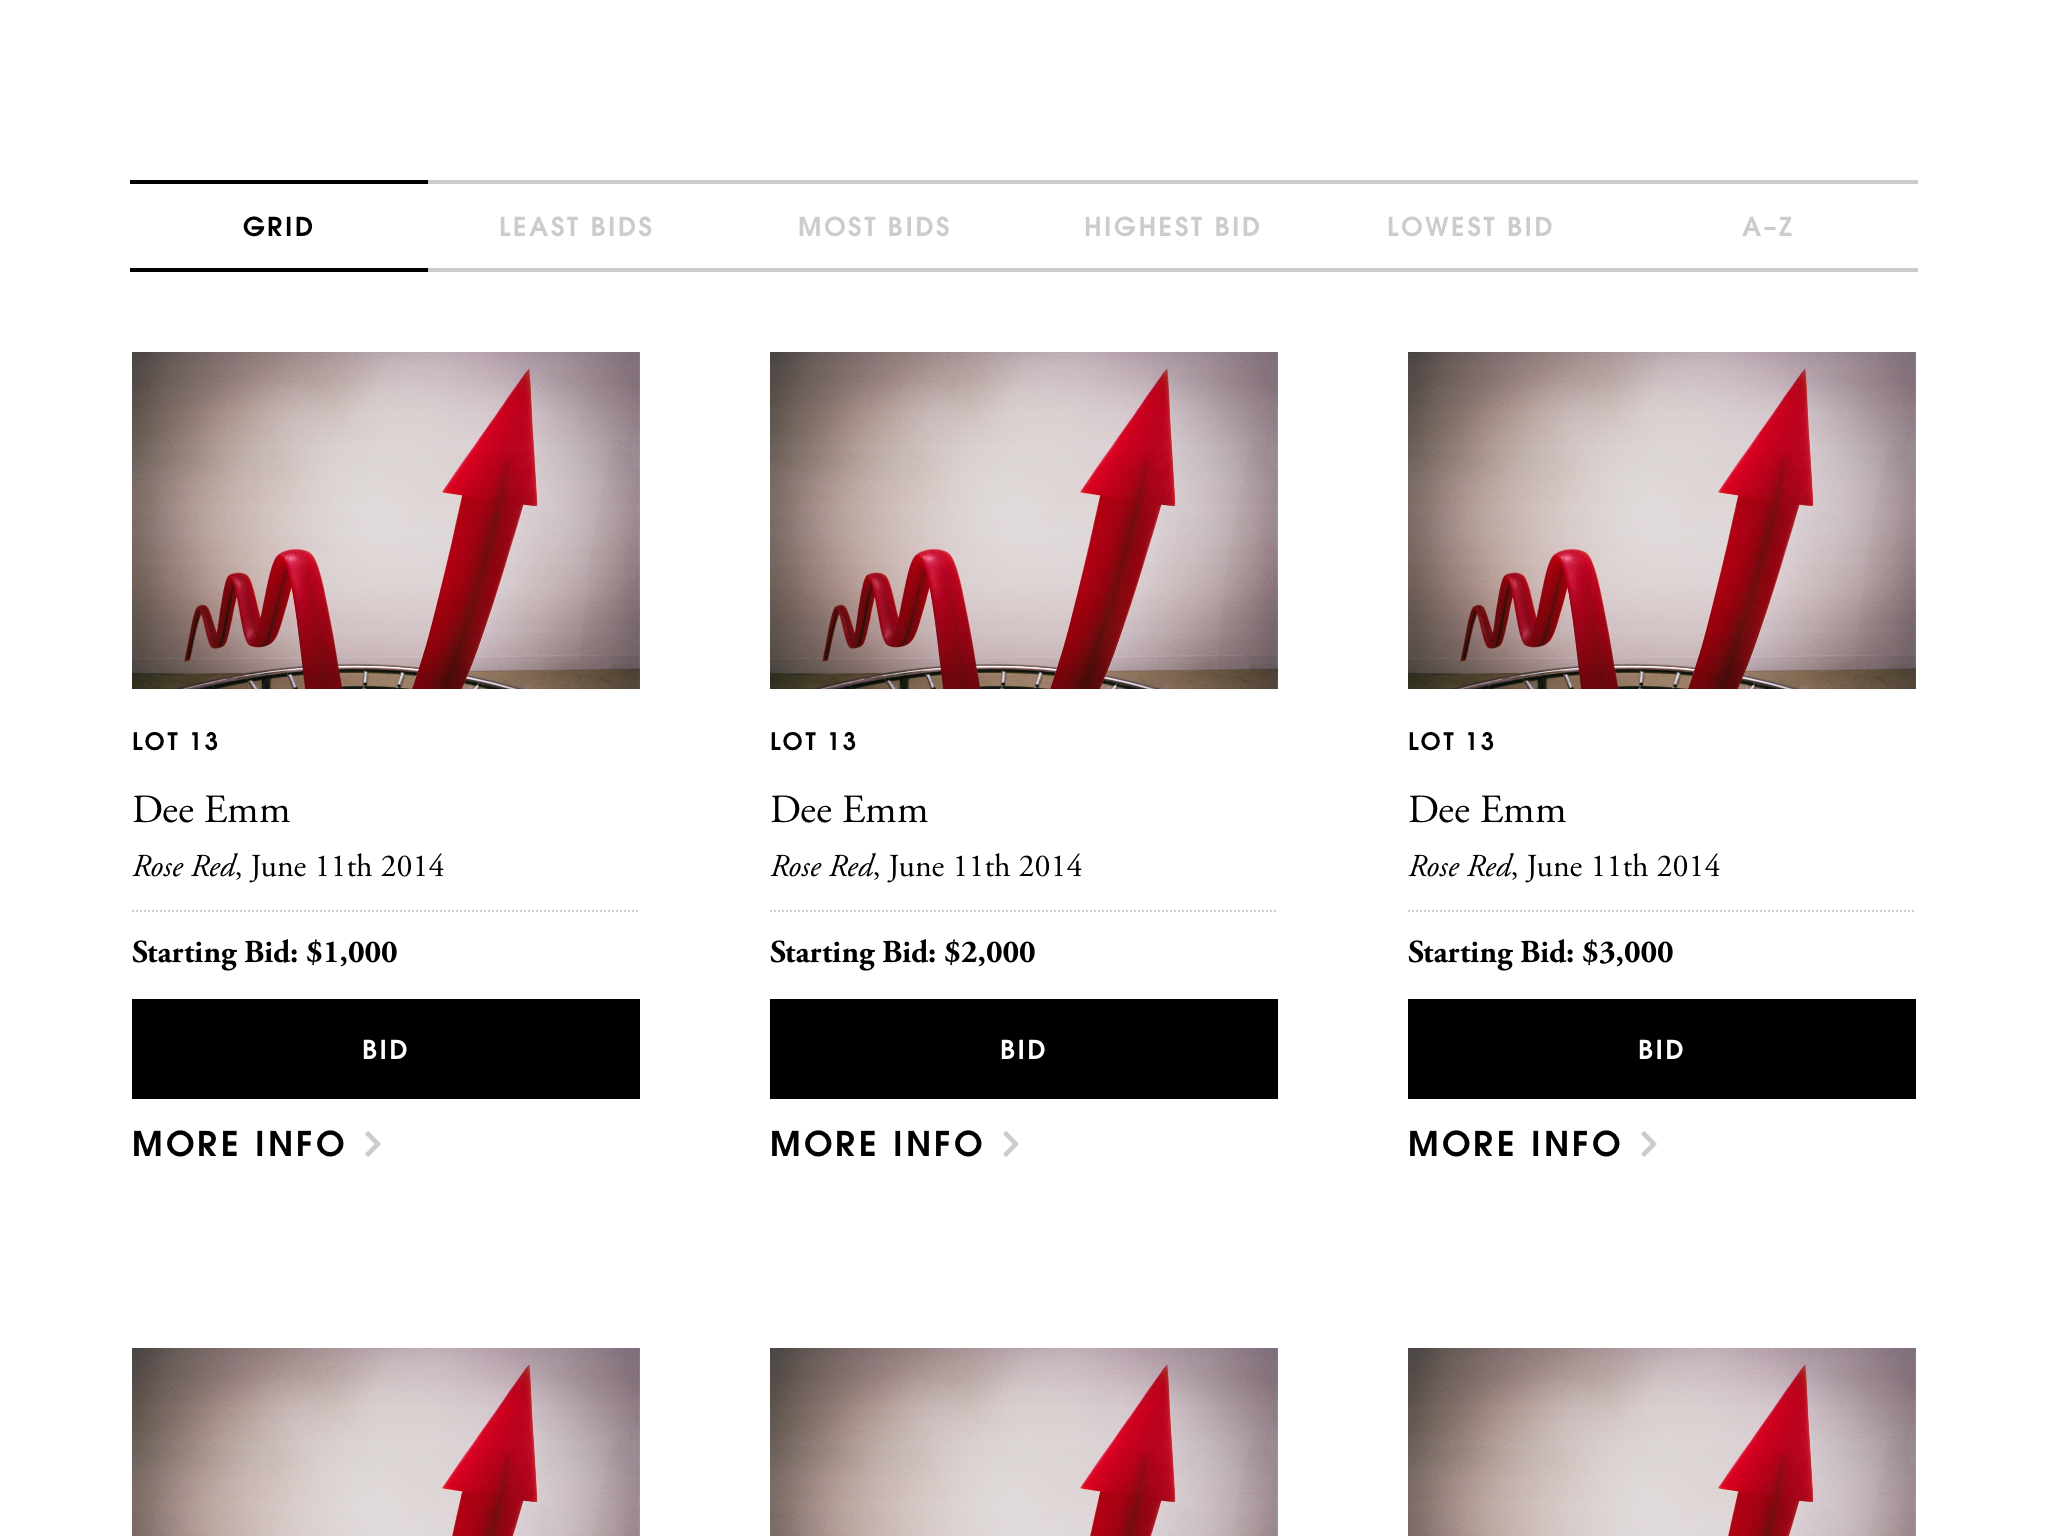 GRID LEAST BIDS MOST BIDS HIGHEST BID LOWEST BID A–Z
LOT 13
Dee Emm
Rose Red, June 11th 2014
Starting Bid: $1,000
BID
MORE INFO
LOT 13
Dee Emm
Rose Red, June 11th 2014
Starting Bid: $2,000
BID
MORE INFO
LOT 13
Dee Emm
Rose Red, June 11th 2014
Starting Bid: $3,000
BID
MORE INFO